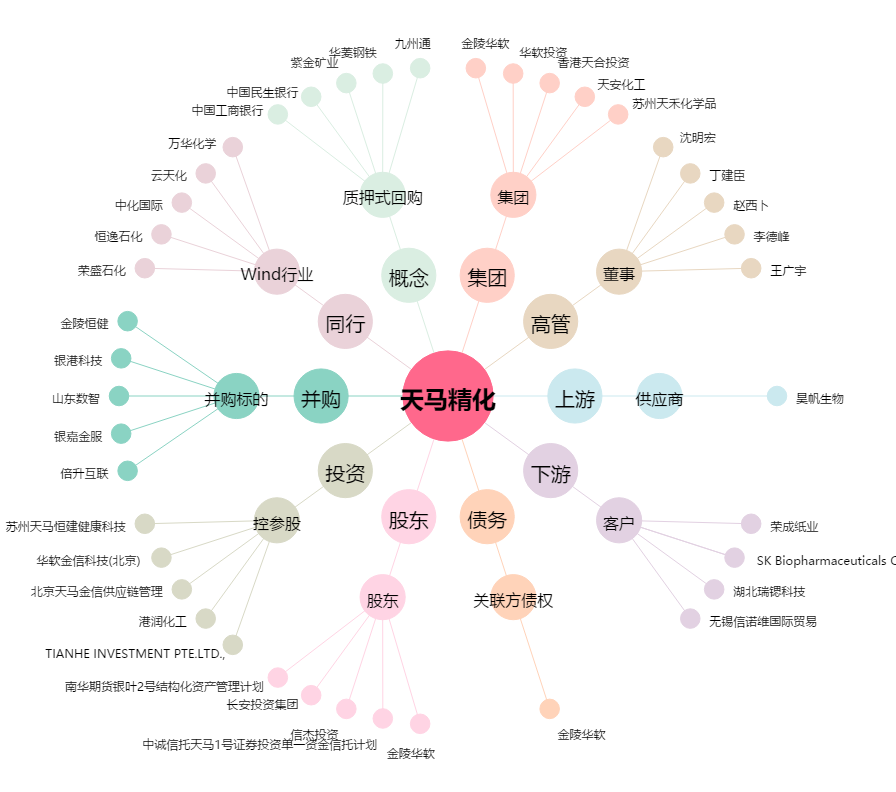 九州通
金陵华软
华菱钢铁
华软投资
紫金矿业
香港天合投资
中国民生银行
天安化工
中国工商银行
苏州天禾化学品
万华化学
沈明宏
云天化
丁建臣
质押式回购
集团
中化国际
赵西卜
恒逸石化
李德峰
荣盛石化
Wind行业
概念
集团
董事
王广宇
金陵恒健
同行
高管
银港科技
山东数智
并购标的
并购
天马精化
上游
供应商
昊帆生物
银嘉金服
倍升互联
投资
下游
苏州天马恒建健康科技
控参股
股东
债务
客户
荣成纸业
华软金信科技(北京)
SK Biopharmaceuticals C
北京天马金信供应链管理
湖北瑞锶科技
港润化工
股东
关联方债权
无锡信诺维国际贸易
TIANHE INVESTMENT PTE.LTD.,
南华期货银叶2号结构化资产管理计划
长安投资集团
信杰投资
金陵华软
中诚信托天马1号证券投资单一资金信托计划
金陵华软